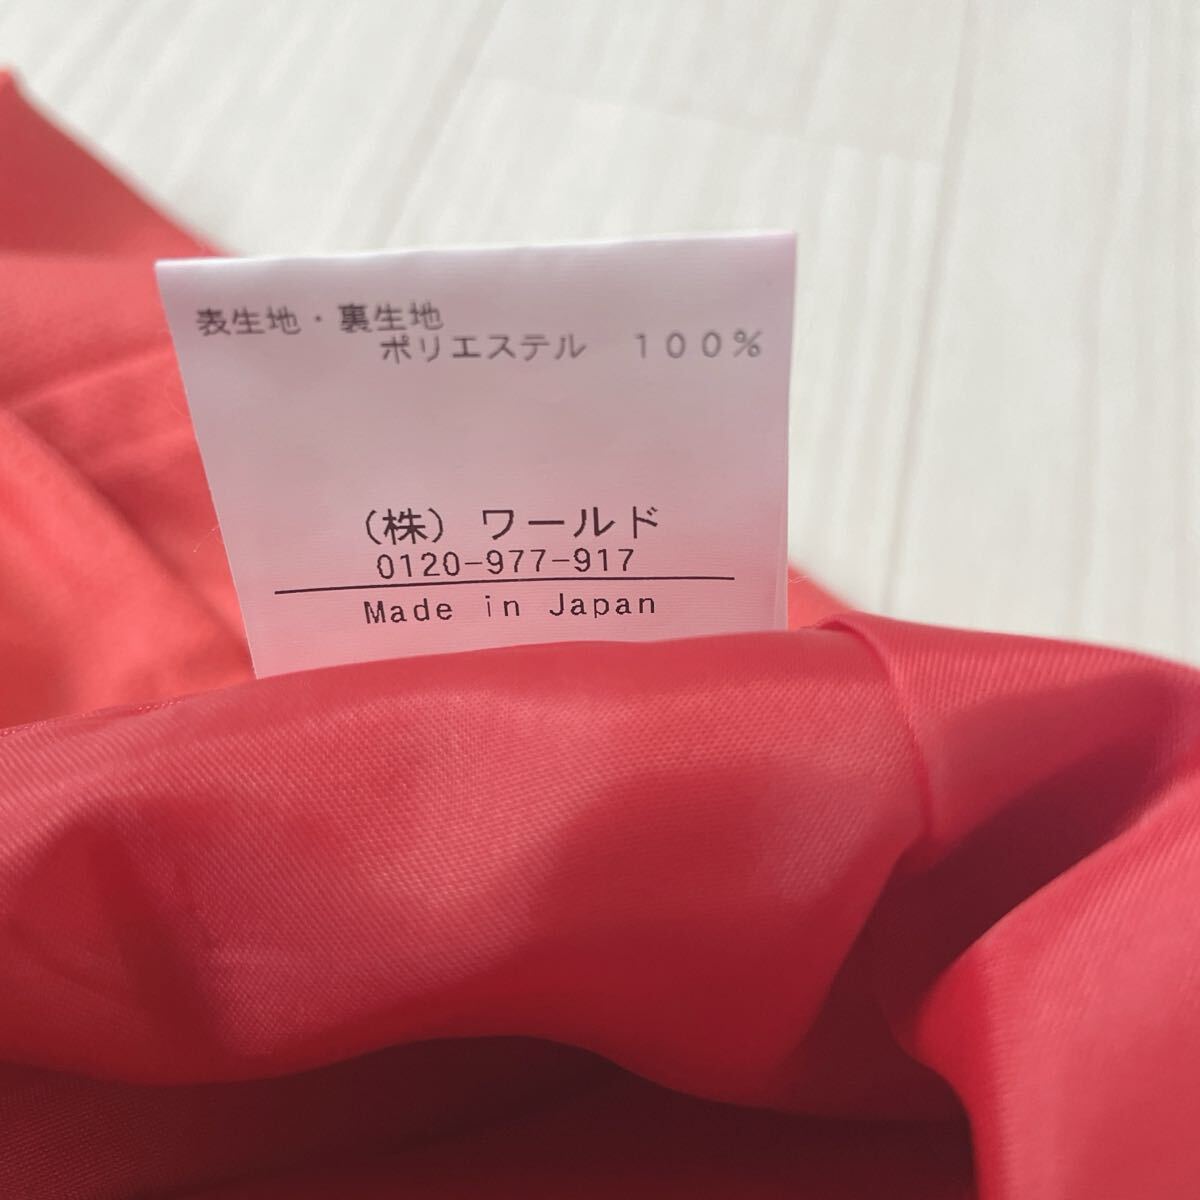 表生地・裏生地
ポリエステル　１００％
（株）ワールド
0120-977-917
Made in Japan